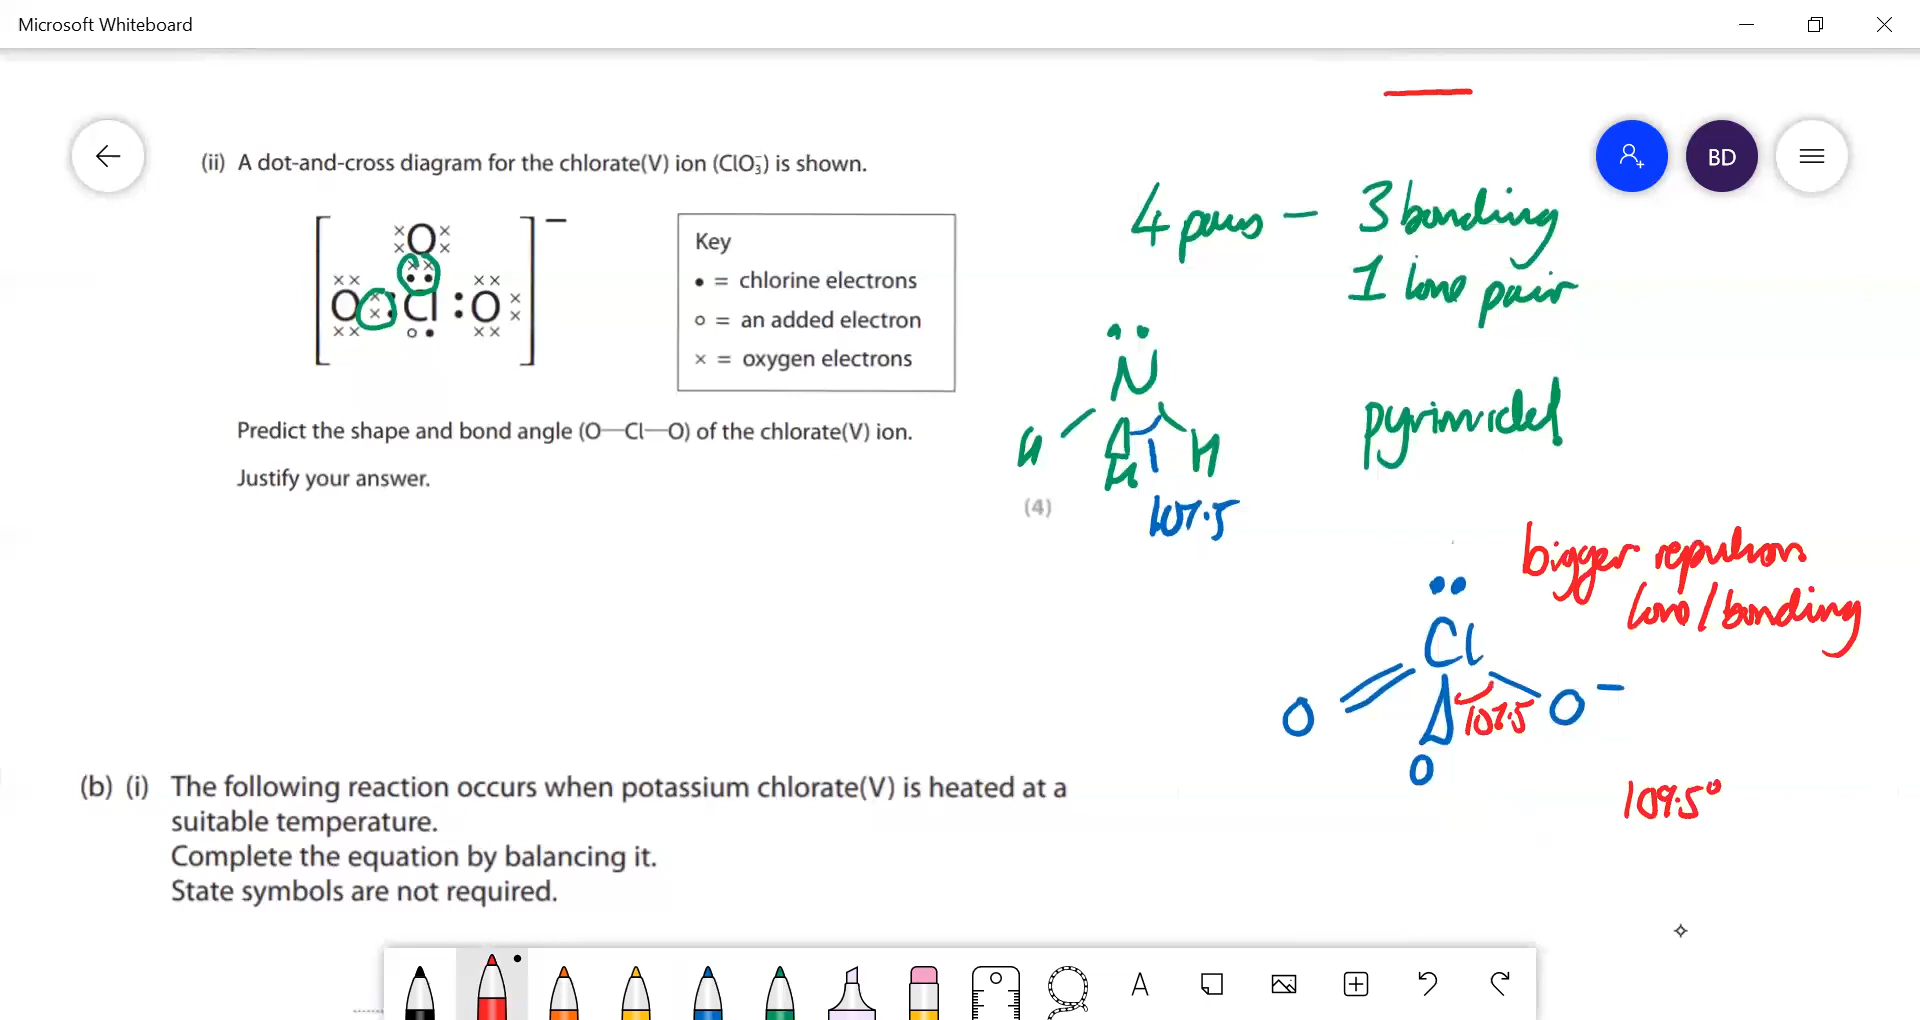 Microsoft Whiteboard
BD
(ii) A dot-and-cross diagram for the chlorate(V) ion (ClO₃⁻) is shown.
O
O Cl O
−
Key
• = chlorine electrons
o = an added electron
× = oxygen electrons
Predict the shape and bond angle (O—Cl—O) of the chlorate(V) ion.
Justify your answer.
(4)
4 pairs – 3 bonding
1 lone pair
N
H H H
107.5
pyrimidel
bigger repulsion
lone/bonding
Cl
O O −
107.5
O
109.5°
(b) (i) The following reaction occurs when potassium chlorate(V) is heated at a
suitable temperature.
Complete the equation by balancing it.
State symbols are not required.
A